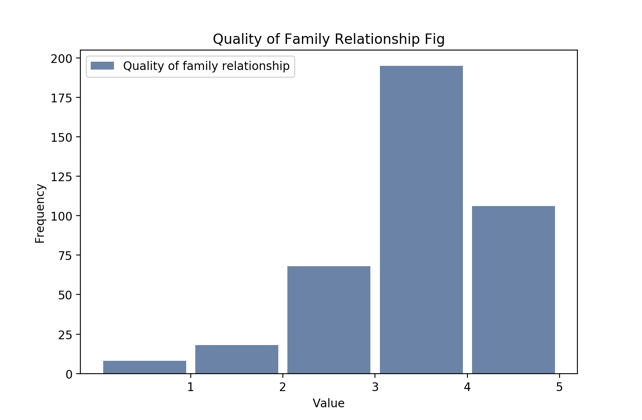 Quality of Family Relationship Fig
Quality of family relationship
200
175
150
125
100
75
50
25
0
Frequency
1 2 3 4 5
Value